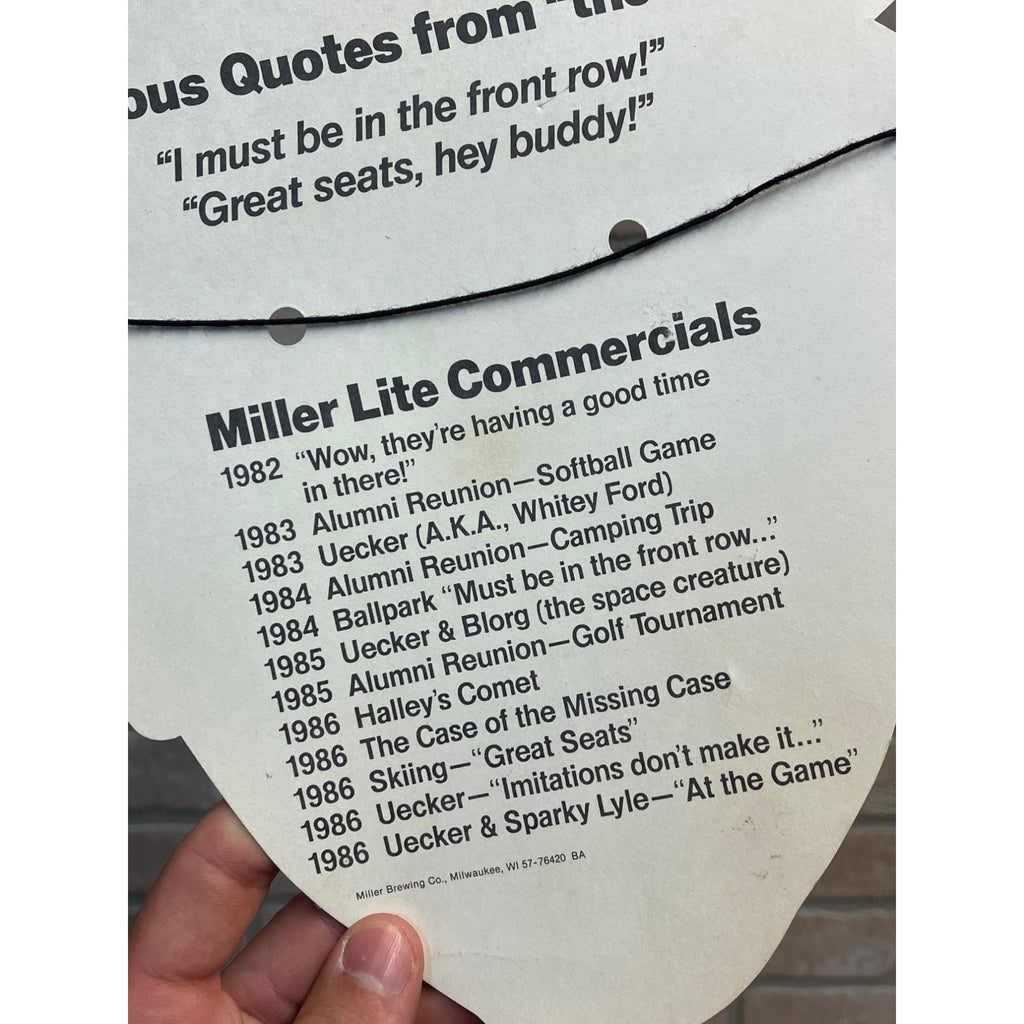 Quotes from "the
"I must be in the front row!"
"Great seats, hey buddy!"
Miller Lite Commercials
1982 "Wow, they're having a good time
in there!"
1983 Alumni Reunion—Softball Game
1983 Uecker (A.K.A., Whitey Ford)
1984 Alumni Reunion—Camping Trip
1984 Ballpark "Must be in the front row..."
1985 Uecker & Blorg (the space creature)
1985 Alumni Reunion—Golf Tournament
1986 Halley's Comet
1986 The Case of the Missing Case
1986 Skiing—"Great Seats"
1986 Uecker—"Imitations don't make it..."
1986 Uecker & Sparky Lyle—"At the Game"
Miller Brewing Co., Milwaukee, WI 57-76420 BA